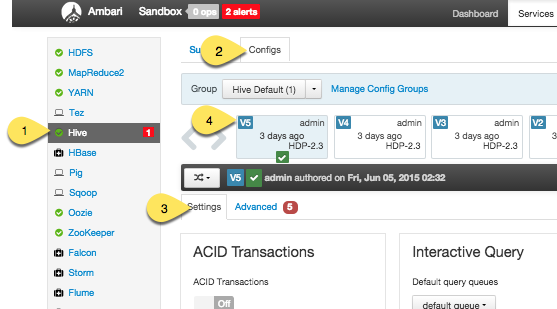 Ambari Sandbox 0 ops 2 alerts Dashboard Services
HDFS
MapReduce2
YARN
Tez
Hive 1
HBase
Pig
Sqoop
Oozie
ZooKeeper
Falcon
Storm
Flume
1
2
3
4
Su
Configs
Group Hive Default (1) Manage Config Groups
V5 admin
3 days ago
HDP-2.3
V4 admin
3 days ago
HDP-2.3
V3 admin
3 days ago
HDP-2.3
V2
V5 admin authored on Fri, Jun 05, 2015 02:32
Settings Advanced 5
ACID Transactions
ACID Transactions
Off
Interactive Query
Default query queues
default queue